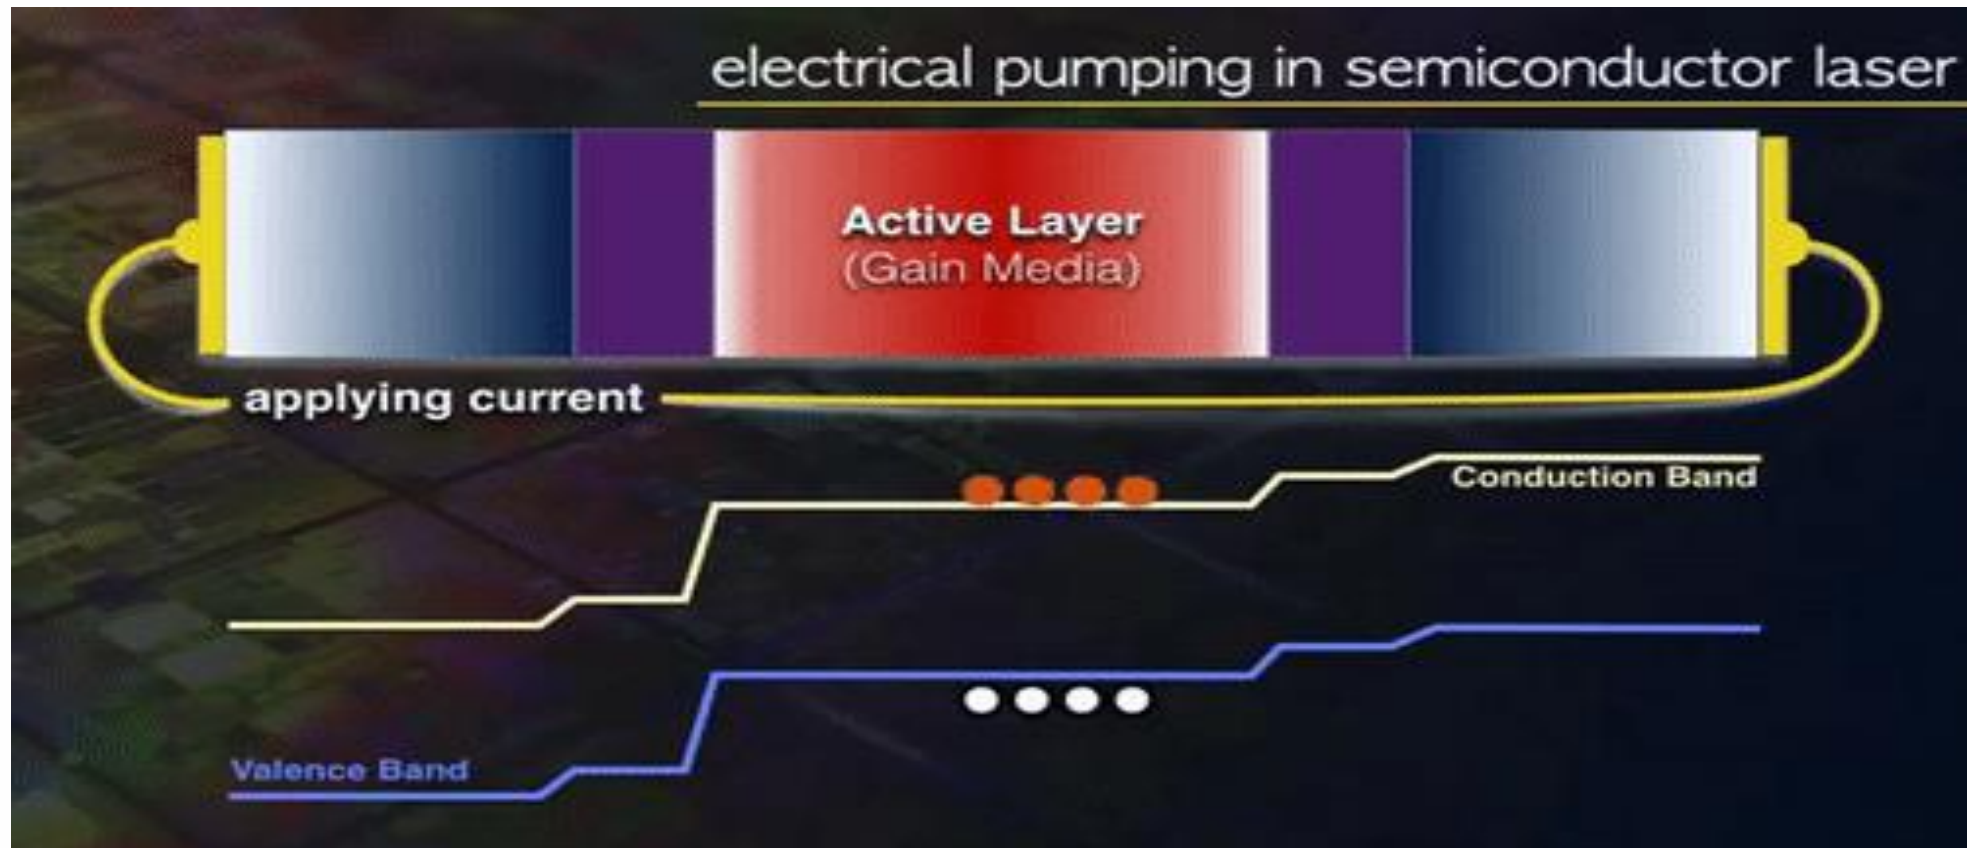 electrical pumping in semiconductor laser
Active Layer
(Gain Media)
applying current
Conduction Band
Valence Band